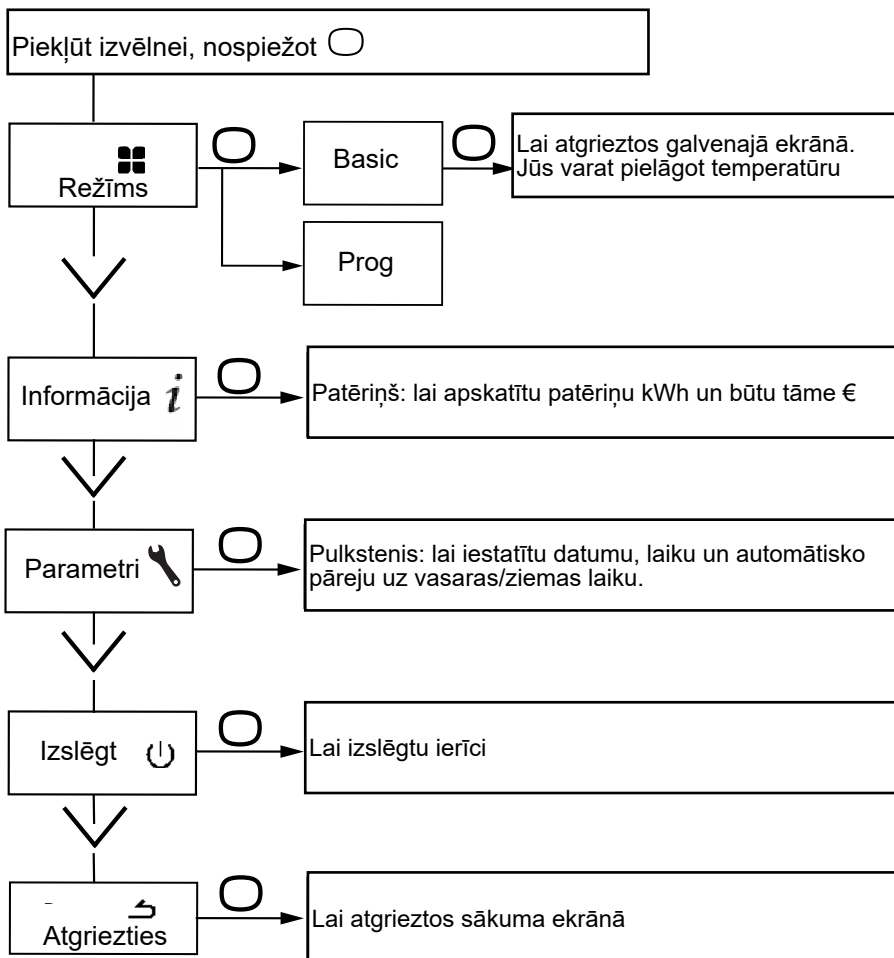 Piekļūt izvēlnei, nospiežot
Režīms
Basic
Lai atgrieztos galvenajā ekrānā.
Jūs varat pielāgot temperatūru
Prog
Informācija i
Patēriņš: lai apskatītu patēriņu kWh un būtu tāme €
Parametri
Pulkstenis: lai iestatītu datumu, laiku un automātisko
pāreju uz vasaras/ziemas laiku.
Izslēgt
Lai izslēgtu ierīci
Atgriezties
Lai atgrieztos sākuma ekrānā